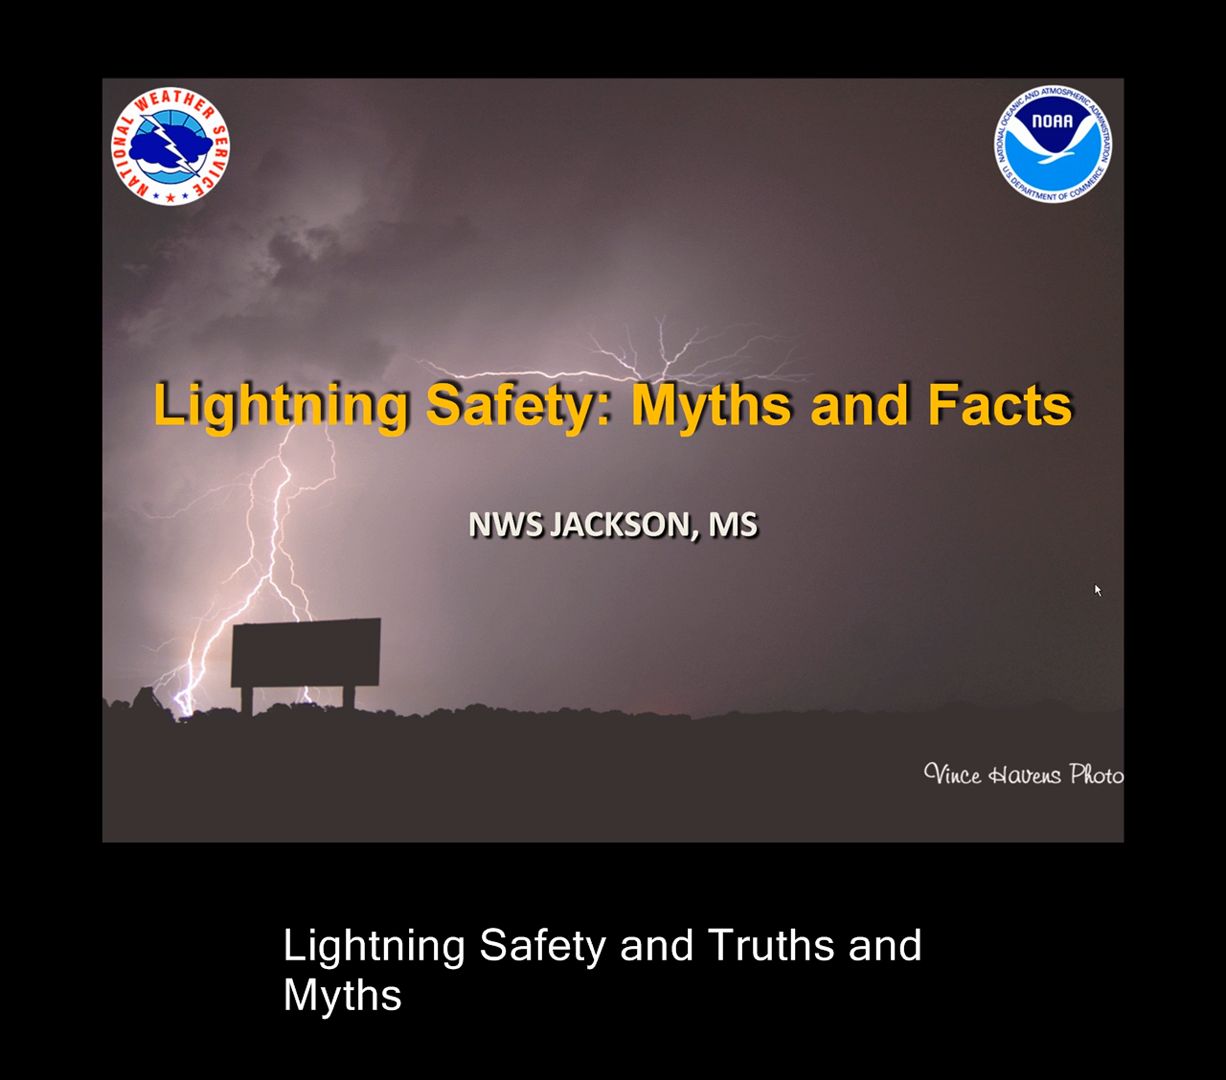 NATIONAL WEATHER SERVICE
NATIONAL OCEANIC AND ATMOSPHERIC ADMINISTRATION
NOAA
U.S. DEPARTMENT OF COMMERCE
Lightning Safety: Myths and Facts
NWS JACKSON, MS
Vince Havens Photo
Lightning Safety and Truths and
Myths